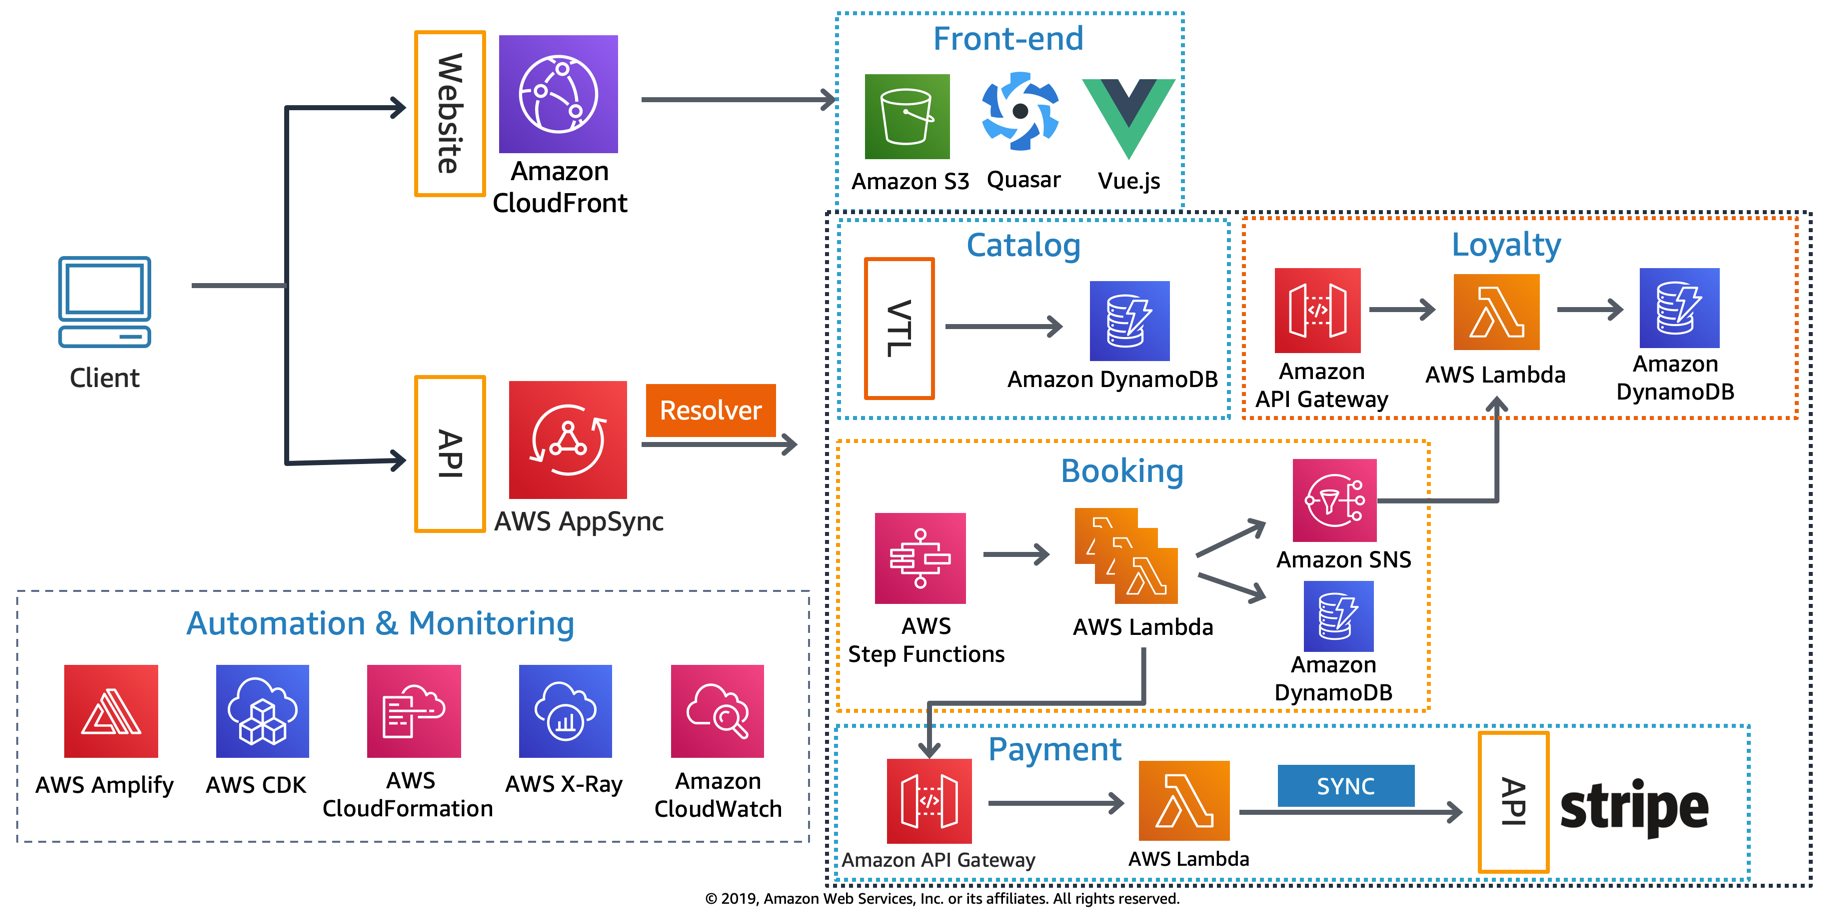 Front-end
Website
Amazon
CloudFront
Amazon S3
Quasar
Vue.js
Client
API
AWS AppSync
Resolver
Catalog
VTL
Amazon DynamoDB
Loyalty
Amazon
API Gateway
AWS Lambda
Amazon
DynamoDB
Booking
AWS
Step Functions
AWS Lambda
Amazon SNS
Amazon
DynamoDB
Automation & Monitoring
AWS Amplify
AWS CDK
AWS
CloudFormation
AWS X-Ray
Amazon
CloudWatch
Payment
Amazon API Gateway
AWS Lambda
SYNC
API
stripe
© 2019, Amazon Web Services, Inc. or its affiliates. All rights reserved.